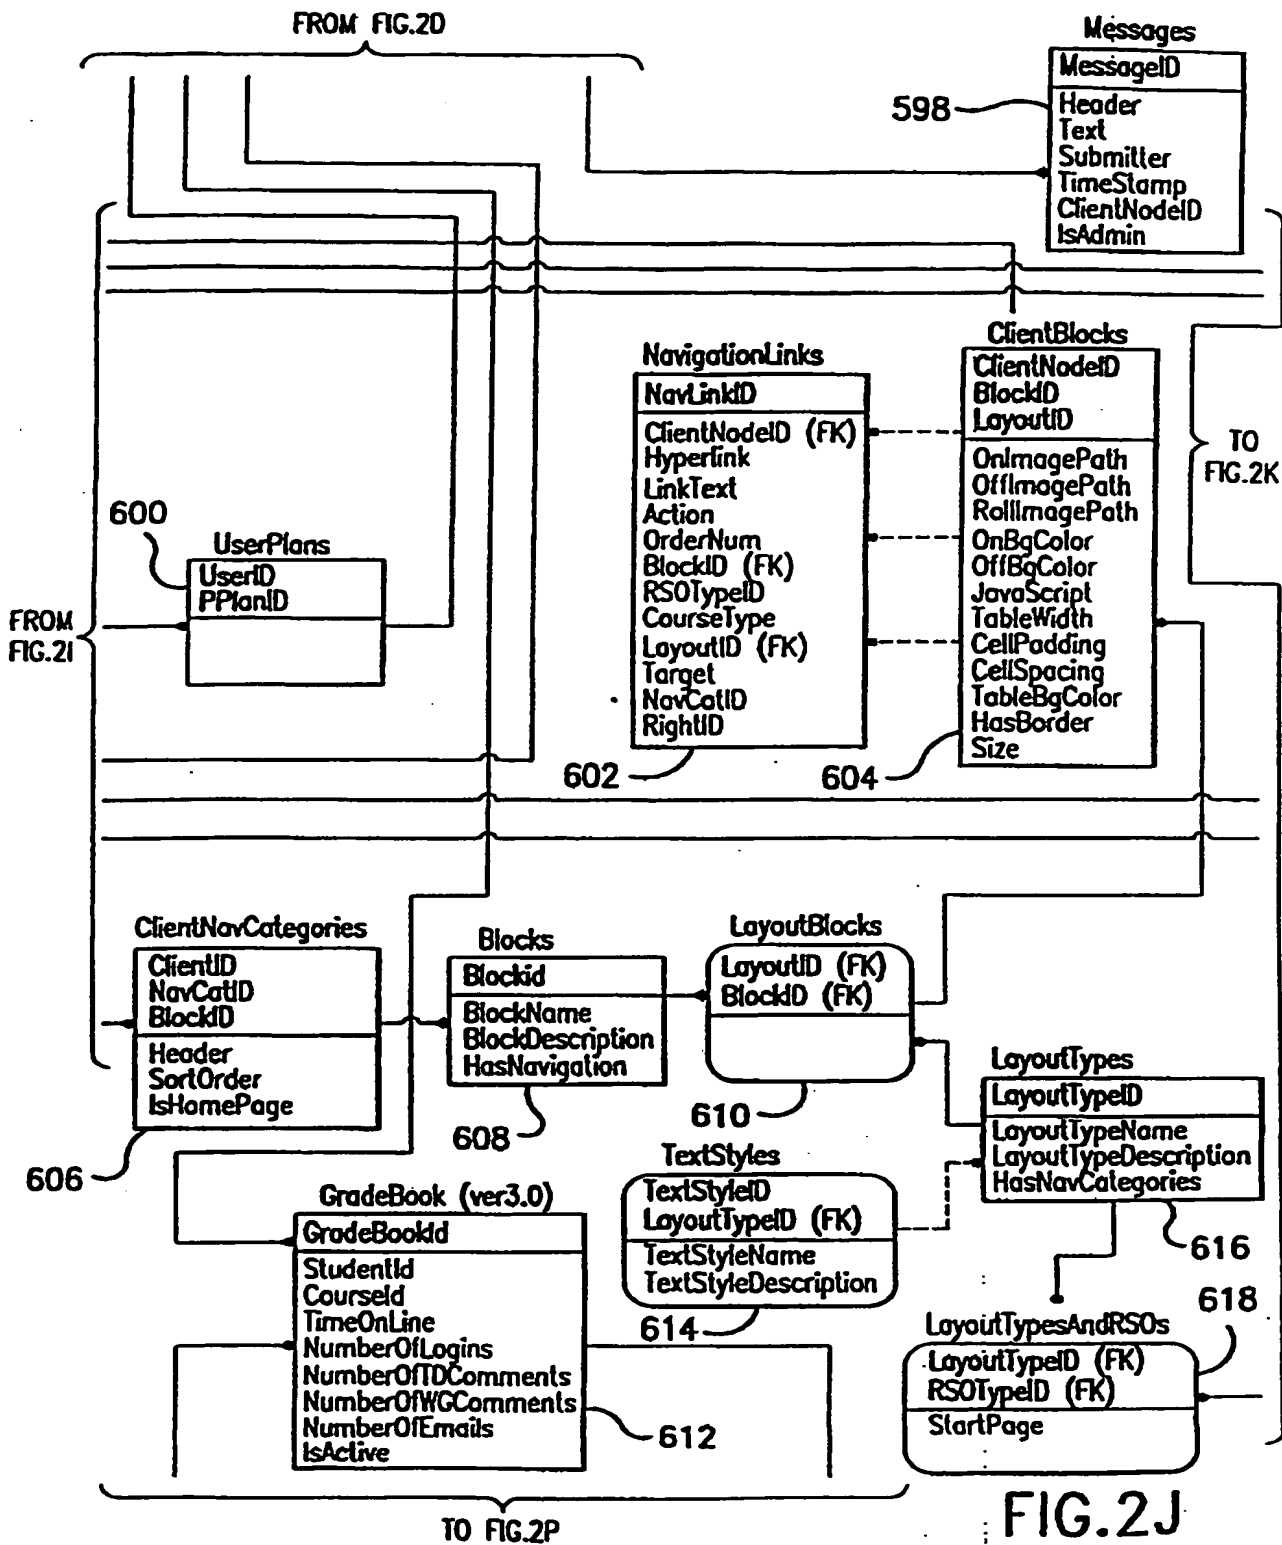 FROM FIG.2D
Messages
MessageID
598
Header
Text
Submitter
TimeStamp
ClientNodeID
IsAdmin
ClientBlocks
ClientNodeID
BlockID
LayoutID
OnImagePath
OffImagePath
RollImagePath
OnBgColor
OffBgColor
JavaScript
TableWidth
CellPadding
CellSpacing
TableBgColor
HasBorder
Size
604
NavigationLinks
NavLinkID
ClientNodeID (FK)
Hyperlink
LinkText
Action
OrderNum
BlockID (FK)
RSOTypeID
CourseType
LayoutID (FK)
Target
NavCatID
RightID
602
TO
FIG.2K
600
UserPlans
UserID
PPlanID
FROM
FIG.2I
ClientNavCategories
ClientID
NavCatID
BlockID
Header
SortOrder
IsHomePage
606
Blocks
Blockid
BlockName
BlockDescription
HasNavigation
608
LayoutBlocks
LayoutID (FK)
BlockID (FK)
610
LayoutTypes
LayoutTypeID
LayoutTypeName
LayoutTypeDescription
HasNavCategories
616
TextStyles
TextStyleID
LayoutTypeID (FK)
TextStyleName
TextStyleDescription
614
GradeBook (ver3.0)
GradeBookId
StudentId
CourseId
TimeOnLine
NumberOfLogins
NumberOfTDComments
NumberOfWGComments
NumberOfEmails
IsActive
612
618
LayoutTypesAndRSOs
LayoutTypeID (FK)
RSOTypeID (FK)
StartPage
TO FIG.2P
FIG.2J